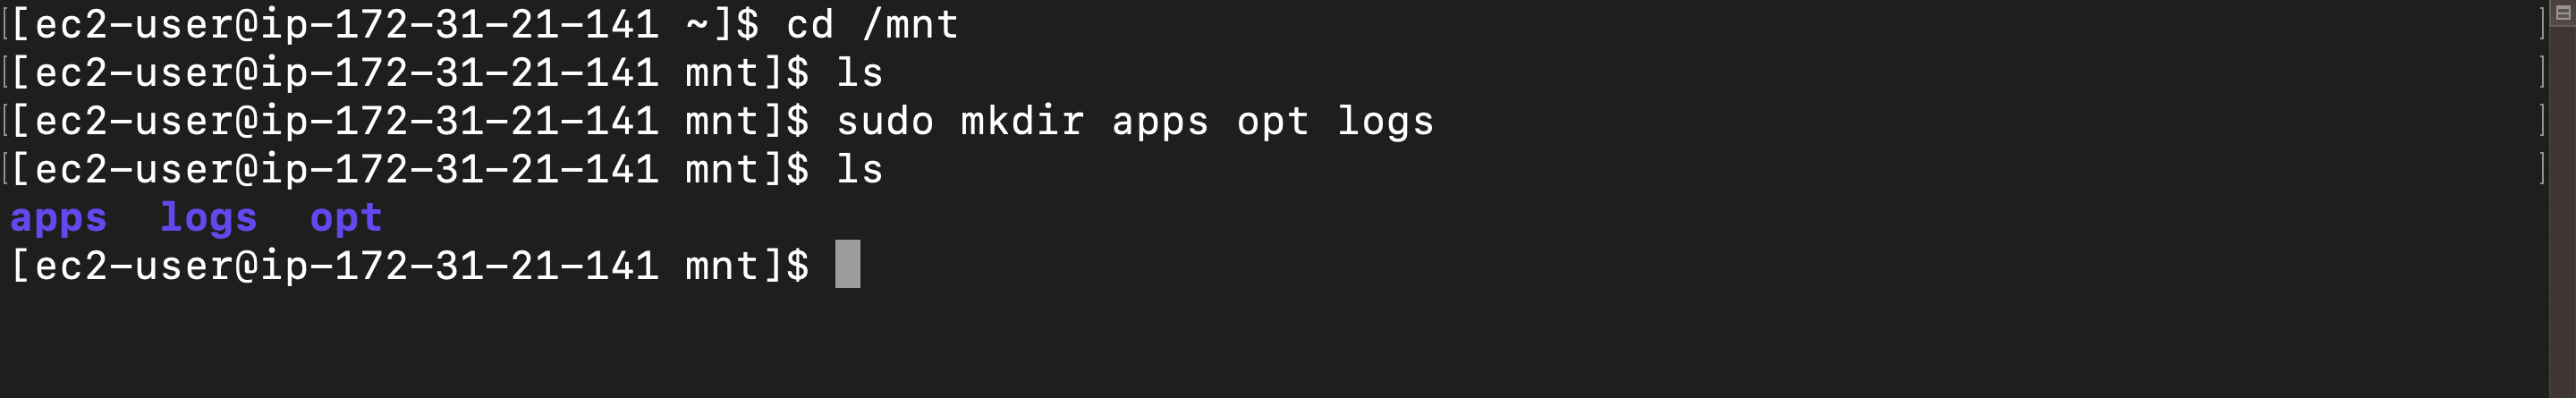 [ec2-user@ip-172-31-21-141 ~]$ cd /mnt
[ec2-user@ip-172-31-21-141 mnt]$ ls
[ec2-user@ip-172-31-21-141 mnt]$ sudo mkdir apps opt logs
[ec2-user@ip-172-31-21-141 mnt]$ ls
apps  logs  opt
[ec2-user@ip-172-31-21-141 mnt]$